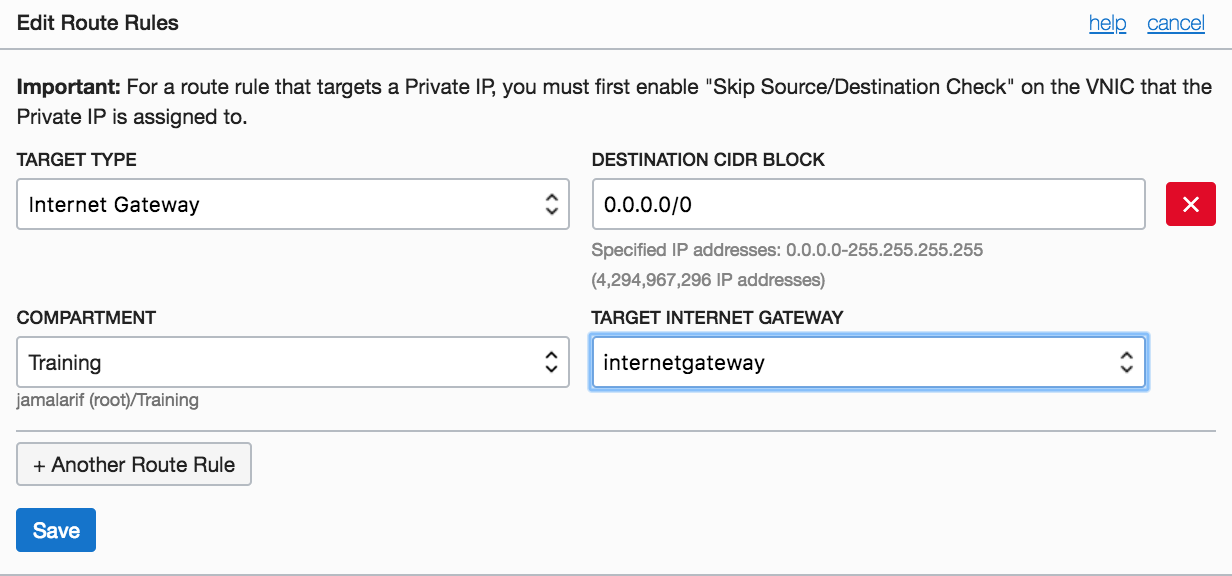 Edit Route Rules
help cancel
Important: For a route rule that targets a Private IP, you must first enable "Skip Source/Destination Check" on the VNIC that the
Private IP is assigned to.
TARGET TYPE
DESTINATION CIDR BLOCK
Internet Gateway
0.0.0.0/0
Specified IP addresses: 0.0.0.0-255.255.255.255
(4,294,967,296 IP addresses)
COMPARTMENT
TARGET INTERNET GATEWAY
Training
internetgateway
jamalarif (root)/Training
+ Another Route Rule
Save